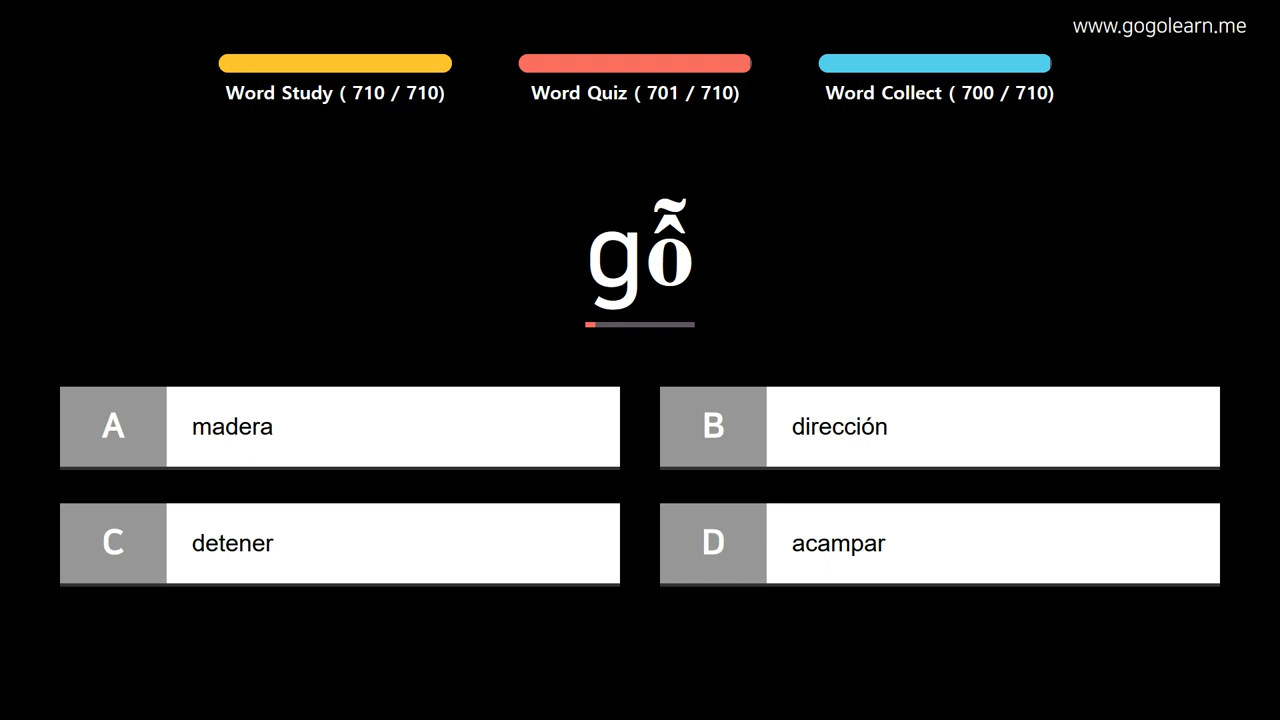 www.gogolearn.me
Word Study ( 710 / 710)
Word Quiz ( 701 / 710)
Word Collect ( 700 / 710)
gỗ
A madera
B dirección
C detener
D acampar